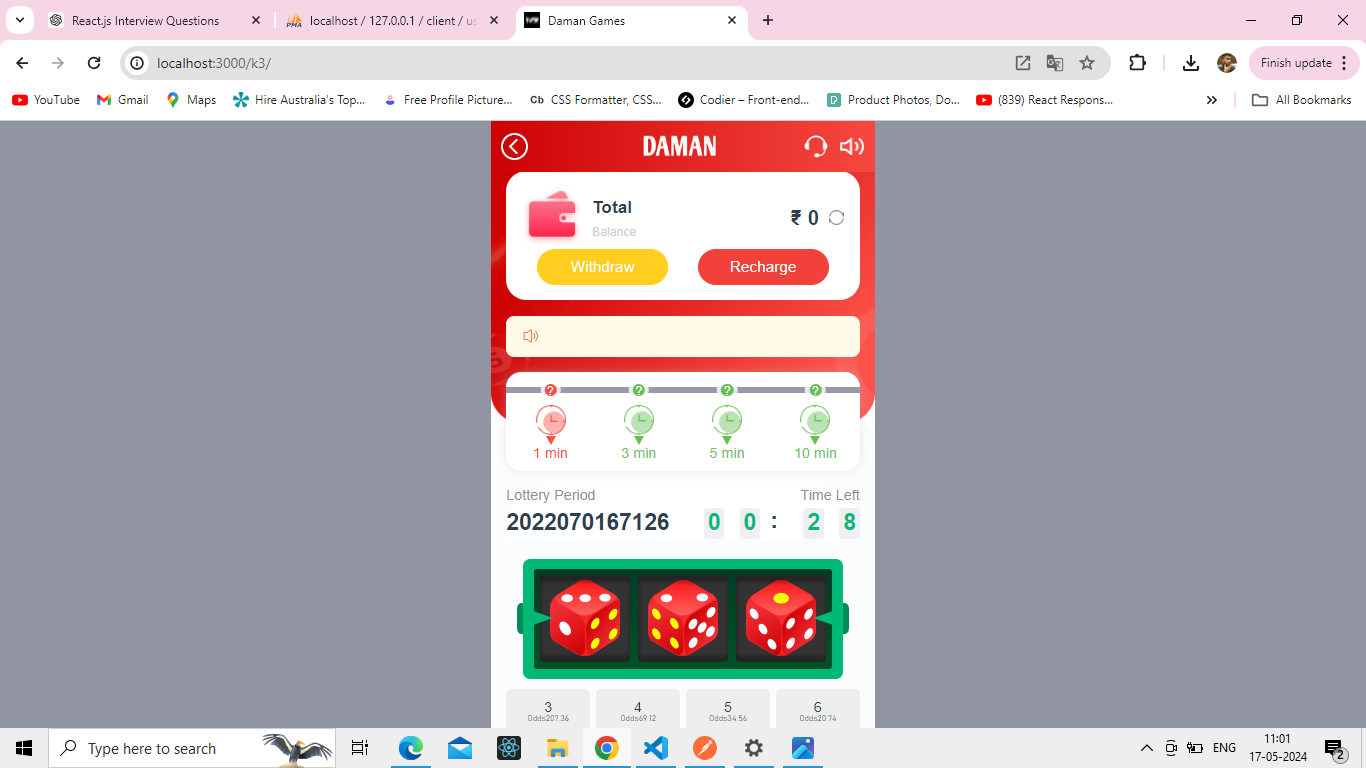 React.js Interview Questions
localhost / 127.0.0.1 / client / us
Daman Games
localhost:3000/k3/
Finish update
YouTube
Gmail
Maps
Hire Australia's Top...
Free Profile Picture...
Cb CSS Formatter, CSS...
Codier – Front-end...
Product Photos, Do...
(839) React Respons...
All Bookmarks
DAMAN
Total
Balance
₹ 0
Withdraw
Recharge
1 min
3 min
5 min
10 min
Lottery Period
Time Left
2022070167126
0 0 : 2 8
3
4
5
6
Odds207.36
Odds69.12
Odds34.56
Odds20.74
Type here to search
ENG
11:01
17-05-2024
2